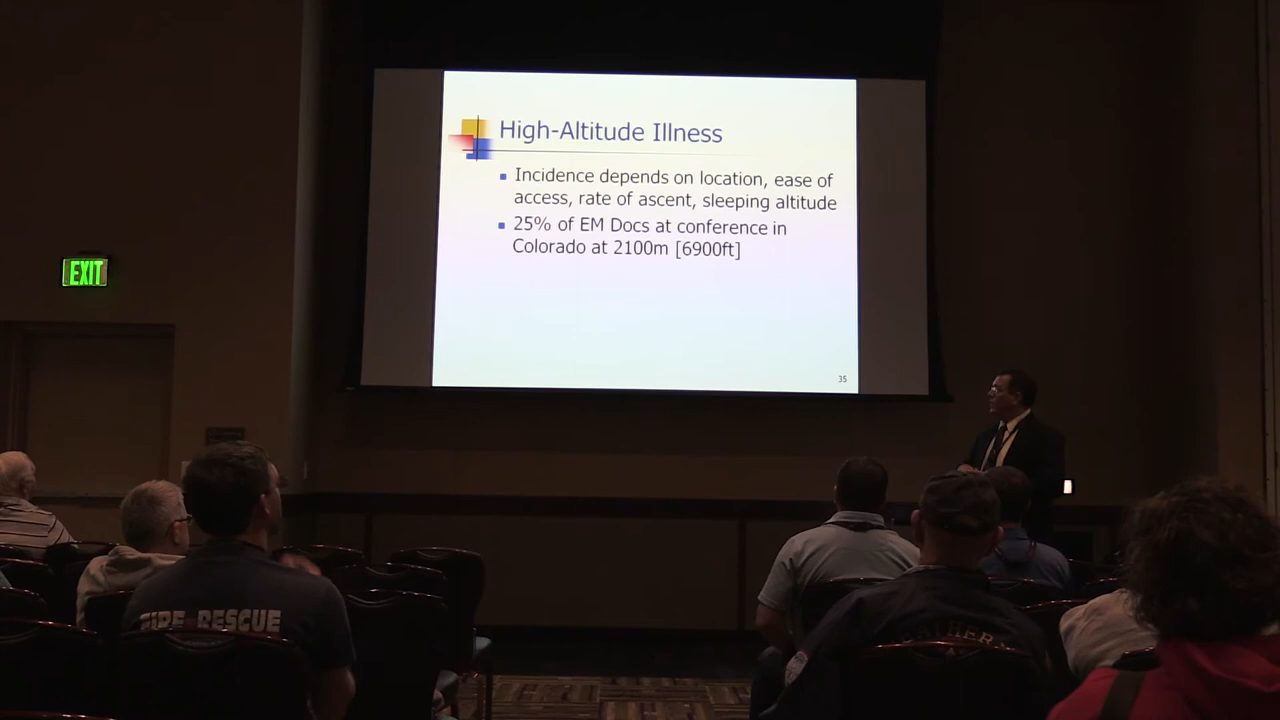 High-Altitude Illness
Incidence depends on location, ease of
access, rate of ascent, sleeping altitude
25% of EM Docs at conference in
Colorado at 2100m [6900ft]
35
EXIT
FIRE RESCUE